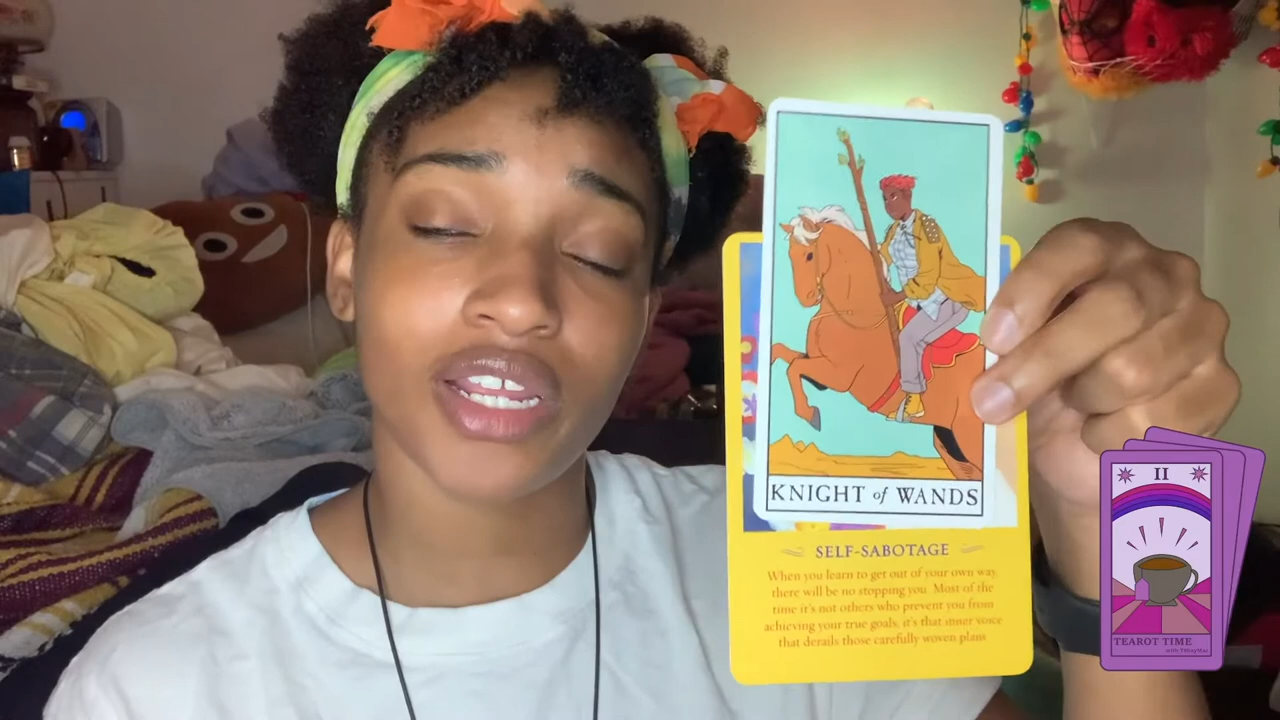 KNIGHT of WANDS
SELF-SABOTAGE
When you learn to get out of your own way,
there will be no stopping you. Most of the
time it's not others who prevent you from
achieving your true goals, it's that inner voice
that derails those carefully woven plans
II
TEAROT TIME